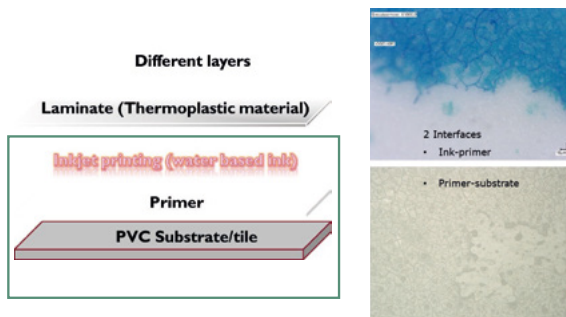 Different layers
Laminate (Thermoplastic material)
Inkjet printing (water based ink)
Primer
PVC Substrate/tile
2 Interfaces
• Ink-primer
• Primer-substrate